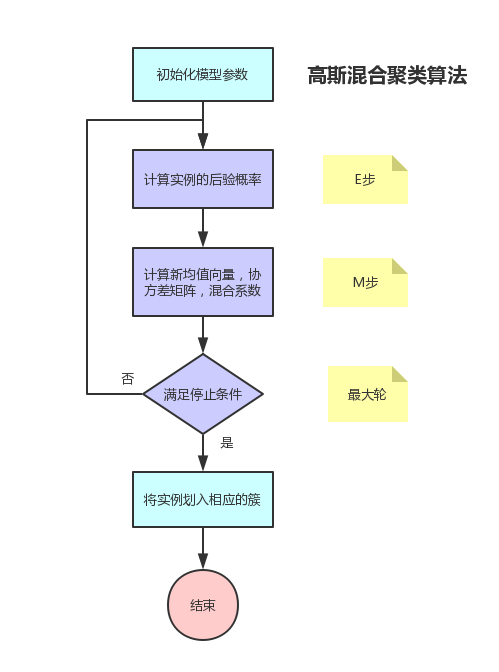 初始化模型参数
高斯混合聚类算法
计算实例的后验概率
E步
计算新均值向量，协
方差矩阵，混合系数
M步
否
满足停止条件
最大轮
是
将实例划入相应的簇
结束